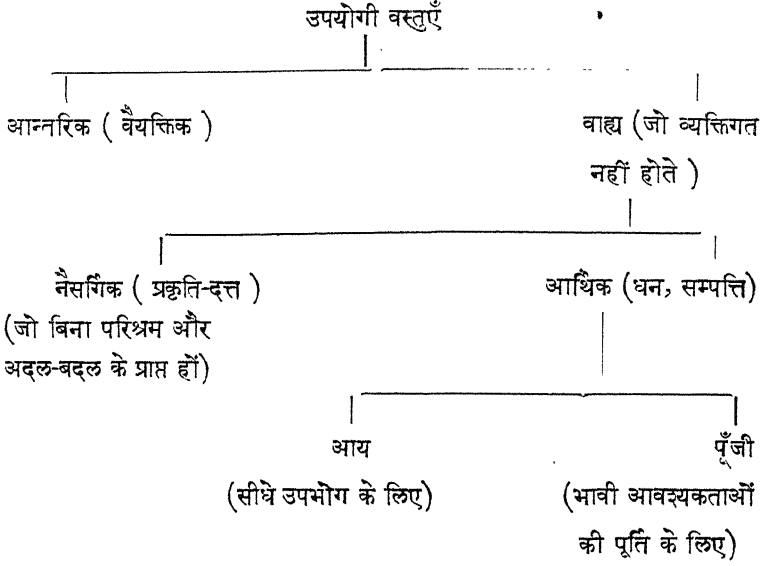 उपयोगी वस्तुएँ
आन्तरिक ( वैयक्तिक )
वाह्य (जो व्यक्तिगत
नहीं होते )
नैसर्गिक ( प्रकृति-दत्त )
(जो बिना परिश्रम और
अदल-बदल के प्राप्त हों)
आर्थिक (धन, सम्पत्ति)
आय
(सीधे उपभोग के लिए)
पूँजी
(भावी आवश्यकताओं
की पूर्ति के लिए)